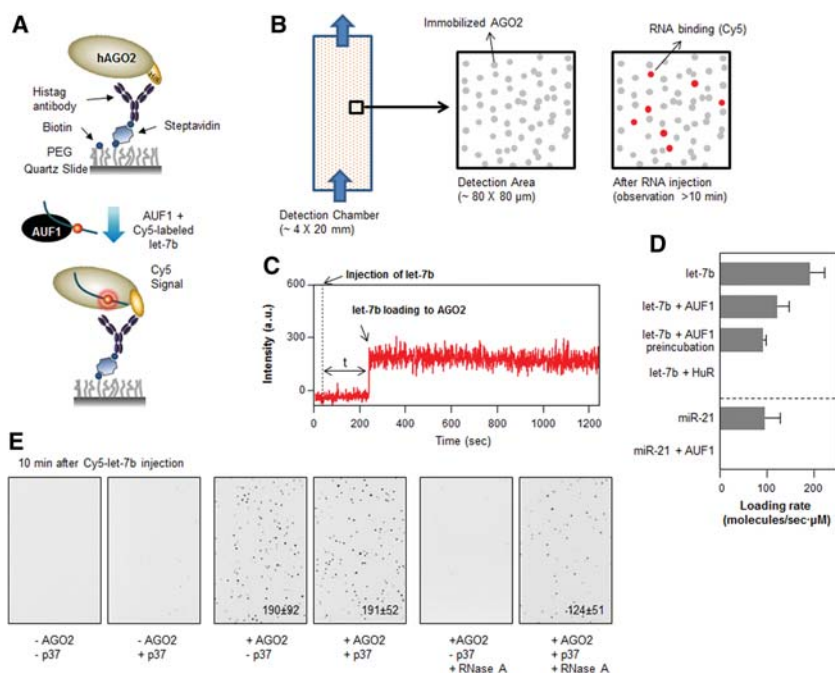 A
hAGO2
Histag
antibody
Biotin
Steptavidin
PEG
Quartz Slide
AUF1
AUF1 +
Cy5-labeled
let-7b
Cy5
Signal
B
Immobilized AGO2
RNA binding (Cy5)
Detection Chamber
(~ 4 X 20 mm)
Detection Area
(~ 80 X 80 µm)
After RNA injection
(observation >10 min)
C
Injection of let-7b
let-7b loading to AGO2
t
Intensity (a.u.)
600
300
0
0 200 400 600 800 1000 1200
Time (sec)
D
let-7b
let-7b + AUF1
let-7b + AUF1
preincubation
let-7b + HuR
miR-21
miR-21 + AUF1
0 100 200
Loading rate
(molecules/sec·µM)
E
10 min after Cy5-let-7b injection
190±92
191±52
124±51
- AGO2
- p37
- AGO2
+ p37
+ AGO2
- p37
+ AGO2
+ p37
+AGO2
- p37
+ RNase A
+ AGO2
+ p37
+ RNase A